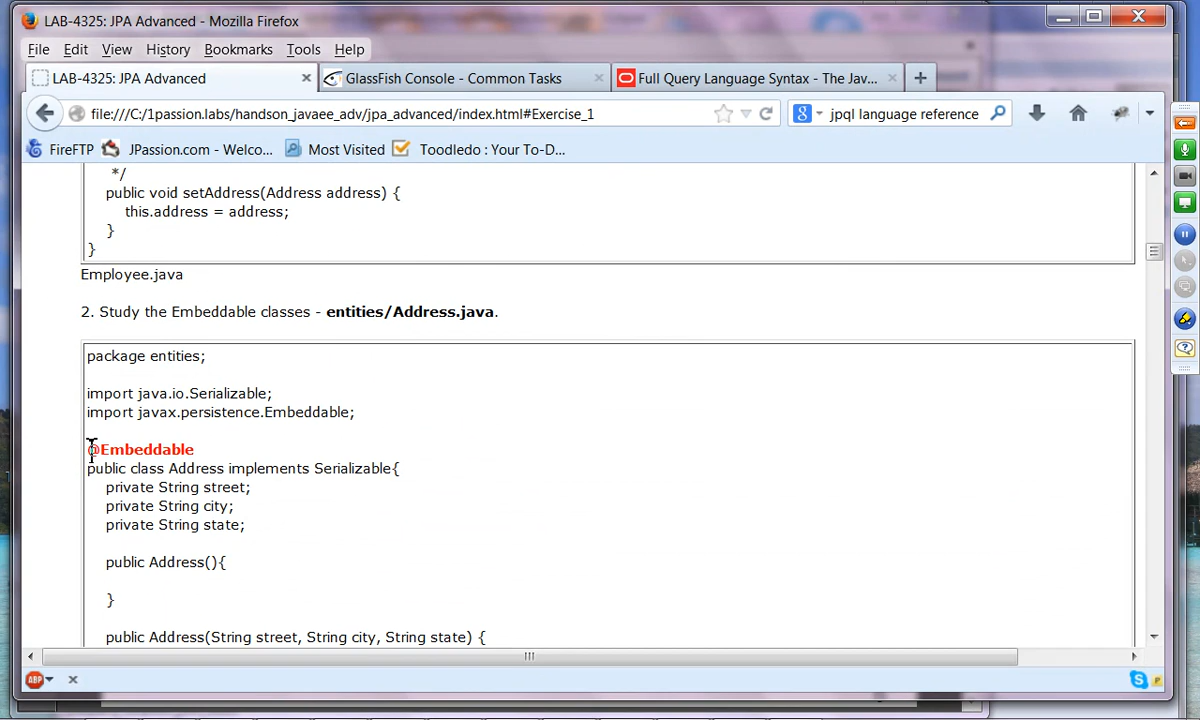 LAB-4325: JPA Advanced - Mozilla Firefox
File Edit View History Bookmarks Tools Help
LAB-4325: JPA Advanced
GlassFish Console - Common Tasks
Full Query Language Syntax - The Jav...
file:///C:/1passion.labs/handson_javaee_adv/jpa_advanced/index.html#Exercise_1
jpql language reference
FireFTP
JPassion.com - Welco...
Most Visited
Toodledo : Your To-D...
*/
public void setAddress(Address address) {
this.address = address;
}
}
Employee.java
2. Study the Embeddable classes - entities/Address.java.
package entities;
import java.io.Serializable;
import javax.persistence.Embeddable;
@Embeddable
public class Address implements Serializable{
private String street;
private String city;
private String state;
public Address(){
}
public Address(String street, String city, String state) {
ABP